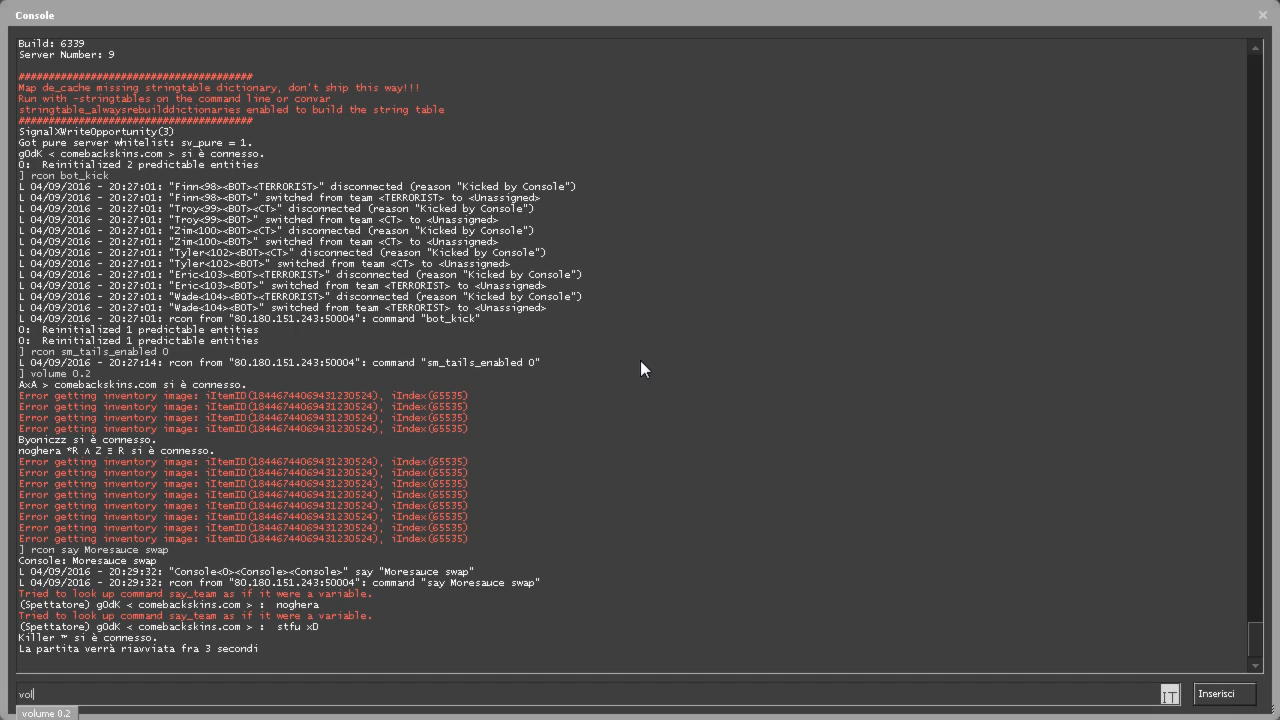 Console
Build: 6339
Server Number: 9
#######################################
Map de_cache missing stringtable dictionary, don't ship this way!!!
Run with -stringtables on the command line or convar
stringtable_alwaysrebuilddictionaries enabled to build the string table
#######################################
SignalXWriteOpportunity(3)
Got pure server whitelist: sv_pure = 1.
gOdK < comebackskins.com > si è connesso.
0:  Reinitialized 2 predictable entities
] rcon bot_kick
L 04/09/2016 - 20:27:01: "Finn<98><BOT><TERRORIST>" disconnected (reason "Kicked by Console")
L 04/09/2016 - 20:27:01: "Finn<98><BOT>" switched from team <TERRORIST> to <Unassigned>
L 04/09/2016 - 20:27:01: "Troy<99><BOT><CT>" disconnected (reason "Kicked by Console")
L 04/09/2016 - 20:27:01: "Troy<99><BOT>" switched from team <CT> to <Unassigned>
L 04/09/2016 - 20:27:01: "Zim<100><BOT><CT>" disconnected (reason "Kicked by Console")
L 04/09/2016 - 20:27:01: "Zim<100><BOT>" switched from team <CT> to <Unassigned>
L 04/09/2016 - 20:27:01: "Tyler<102><BOT><CT>" disconnected (reason "Kicked by Console")
L 04/09/2016 - 20:27:01: "Tyler<102><BOT>" switched from team <CT> to <Unassigned>
L 04/09/2016 - 20:27:01: "Eric<103><BOT><TERRORIST>" disconnected (reason "Kicked by Console")
L 04/09/2016 - 20:27:01: "Eric<103><BOT>" switched from team <TERRORIST> to <Unassigned>
L 04/09/2016 - 20:27:01: "Wade<104><BOT><TERRORIST>" disconnected (reason "Kicked by Console")
L 04/09/2016 - 20:27:01: "Wade<104><BOT>" switched from team <TERRORIST> to <Unassigned>
L 04/09/2016 - 20:27:01: rcon from "80.180.151.243:50004": command "bot_kick"
0:  Reinitialized 1 predictable entities
0:  Reinitialized 1 predictable entities
] rcon sm_tails_enabled 0
L 04/09/2016 - 20:27:14: rcon from "80.180.151.243:50004": command "sm_tails_enabled 0"
] volume 0.2
AxA > comebackskins.com si è connesso.
Error getting inventory image: iItemID(18446744069431230524), iIndex(65535)
Error getting inventory image: iItemID(18446744069431230524), iIndex(65535)
Error getting inventory image: iItemID(18446744069431230524), iIndex(65535)
Error getting inventory image: iItemID(18446744069431230524), iIndex(65535)
Byoniczz si è connesso.
noghera *R ∧ Z Ξ R si è connesso.
Error getting inventory image: iItemID(18446744069431230524), iIndex(65535)
Error getting inventory image: iItemID(18446744069431230524), iIndex(65535)
Error getting inventory image: iItemID(18446744069431230524), iIndex(65535)
Error getting inventory image: iItemID(18446744069431230524), iIndex(65535)
Error getting inventory image: iItemID(18446744069431230524), iIndex(65535)
Error getting inventory image: iItemID(18446744069431230524), iIndex(65535)
Error getting inventory image: iItemID(18446744069431230524), iIndex(65535)
Error getting inventory image: iItemID(18446744069431230524), iIndex(65535)
] rcon say Moresauce swap
Console: Moresauce swap
L 04/09/2016 - 20:29:32: "Console<0><Console><Console>" say "Moresauce swap"
L 04/09/2016 - 20:29:32: rcon from "80.180.151.243:50004": command "say Moresauce swap"
Tried to look up command say_team as if it were a variable.
(Spettatore) gOdK < comebackskins.com > :  noghera
Tried to look up command say_team as if it were a variable.
(Spettatore) gOdK < comebackskins.com > :  stfu xD
Killer ™ si è connesso.
La partita verrà riavviata fra 3 secondi
vol
IT
Inserisci
volume 0.2